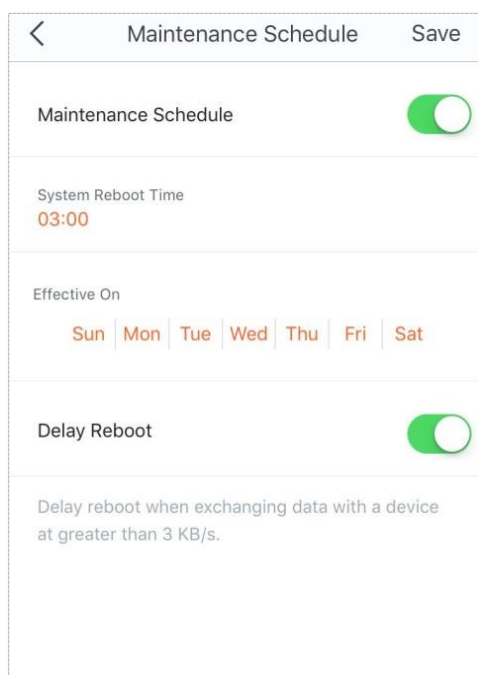 Maintenance Schedule Save
Maintenance Schedule
System Reboot Time
03:00
Effective On
Sun Mon Tue Wed Thu Fri Sat
Delay Reboot
Delay reboot when exchanging data with a device
at greater than 3 KB/s.